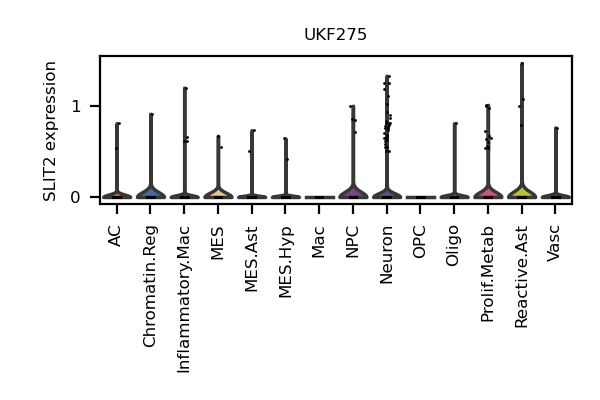 UKF275
SLIT2 expression
1
0
AC
Chromatin.Reg
Inflammatory.Mac
MES
MES.Ast
MES.Hyp
Mac
NPC
Neuron
OPC
Oligo
Prolif.Metab
Reactive.Ast
Vasc